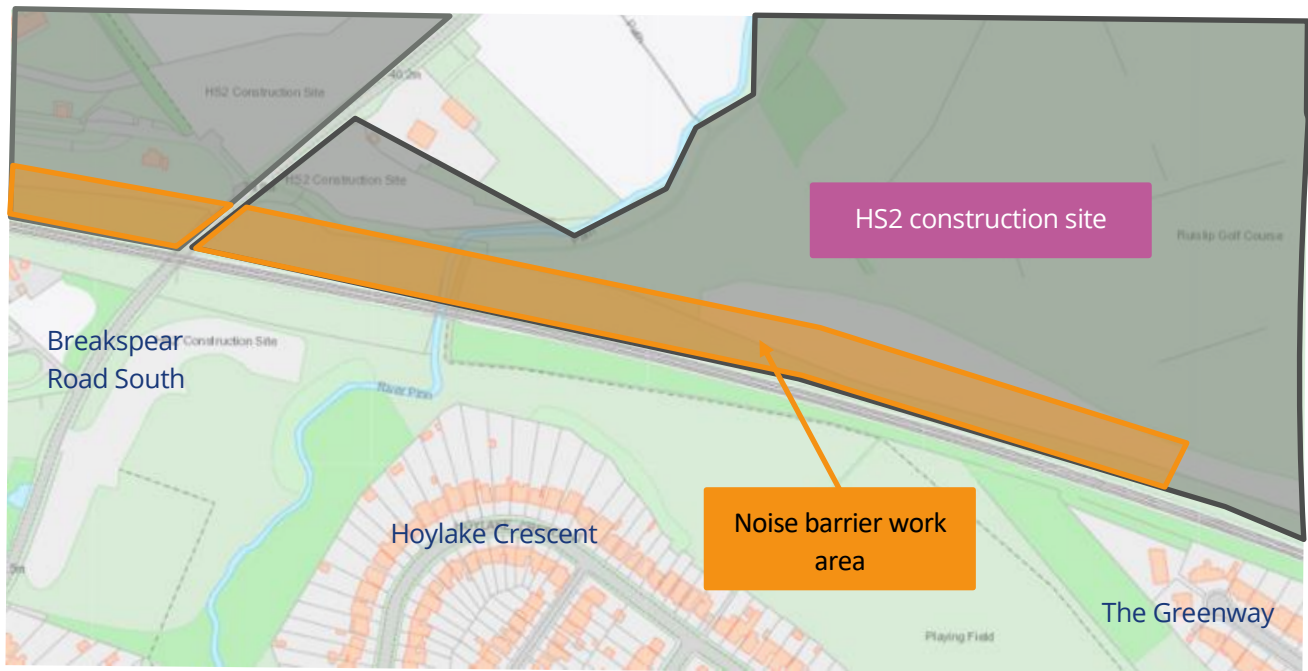 Path
40.2m
HS2 Construction Site
HS2 Construction Site
HS2 construction site
Ruislip Golf Course
Breakspear
Road South
Construction Site
River Pinn
Hoylake Crescent
Noise barrier work
area
The Greenway
Playing Field